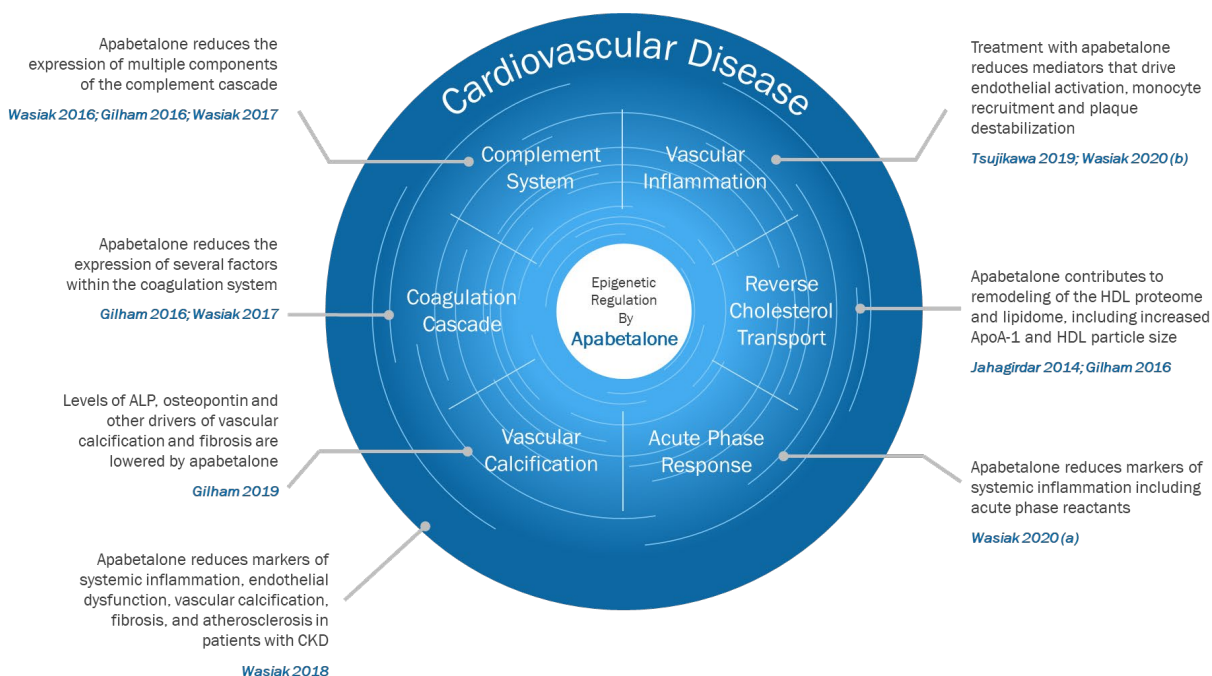 Cardiovascular Disease
Apabetalone reduces the
expression of multiple components
of the complement cascade
Wasiak 2016; Gilham 2016; Wasiak 2017
Apabetalone reduces the
expression of several factors
within the coagulation system
Gilham 2016; Wasiak 2017
Levels of ALP, osteopontin and
other drivers of vascular
calcification and fibrosis are
lowered by apabetalone
Gilham 2019
Apabetalone reduces markers of
systemic inflammation, endothelial
dysfunction, vascular calcification,
fibrosis, and atherosclerosis in
patients with CKD
Wasiak 2018
Complement
System
Vascular
Inflammation
Coagulation
Cascade
Epigenetic
Regulation
By
Apabetalone
Reverse
Cholesterol
Transport
Vascular
Calcification
Acute Phase
Response
Treatment with apabetalone
reduces mediators that drive
endothelial activation, monocyte
recruitment and plaque
destabilization
Tsujikawa 2019; Wasiak 2020 (b)
Apabetalone contributes to
remodeling of the HDL proteome
and lipidome, including increased
ApoA-1 and HDL particle size
Jahagirdar 2014; Gilham 2016
Apabetalone reduces markers of
systemic inflammation including
acute phase reactants
Wasiak 2020 (a)